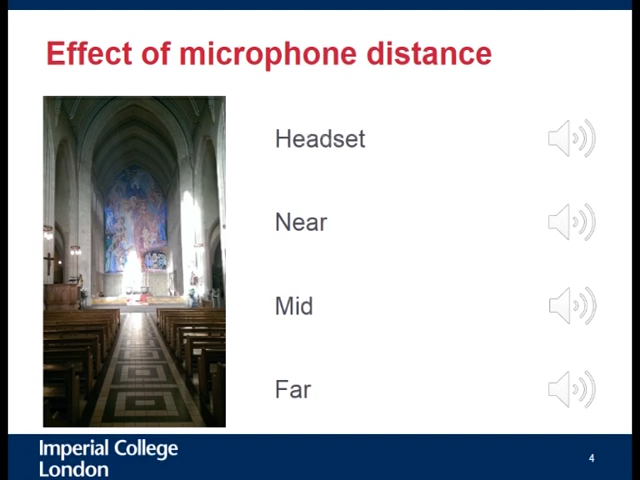 Effect of microphone distance
Headset
Near
Mid
Far
Imperial College
London
4